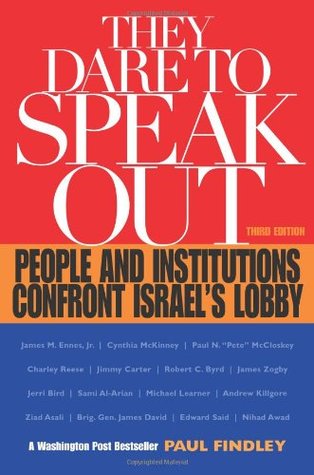 THEY
DARE TO
SPEAK
OUT
THIRD EDITION
PEOPLE AND INSTITUTIONS
CONFRONT ISRAEL'S LOBBY
James M. Ennes, Jr. | Cynthia McKinney | Paul N. "Pete" McCloskey
Charley Reese | Jimmy Carter | Robert C. Byrd | James Zogby
Jerri Bird | Sami Al-Arian | Michael Learner | Andrew Killgore
Ziad Asali | Brig. Gen. James David | Edward Said | Nihad Awad
A Washington Post Bestseller PAUL FINDLEY